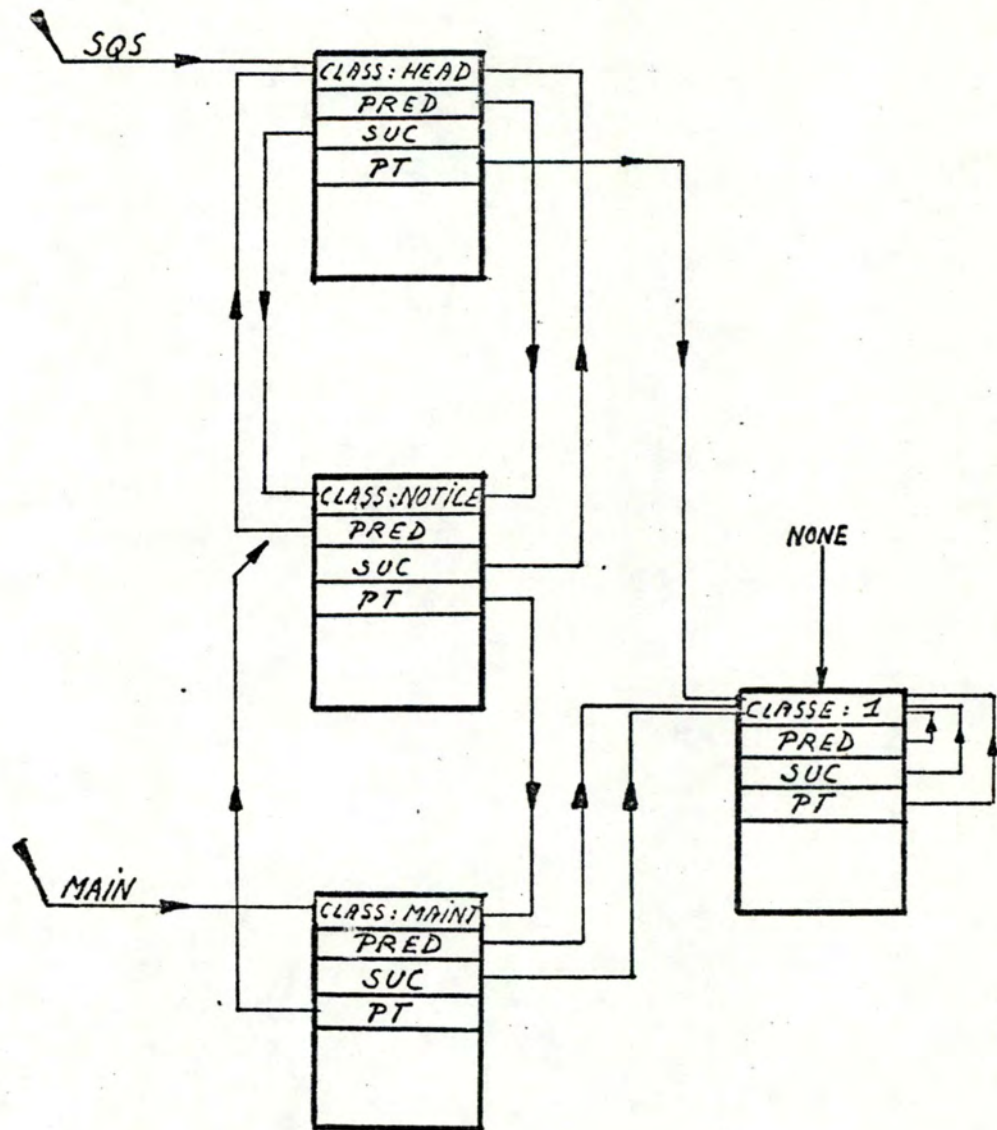 SQS
CLASS:HEAD
PRED
SUC
PT
CLASS:NOTICE
PRED
SUC
PT
NONE
CLASSE: 1
PRED
SUC
PT
MAIN
CLASS:MAINT
PRED
SUC
PT